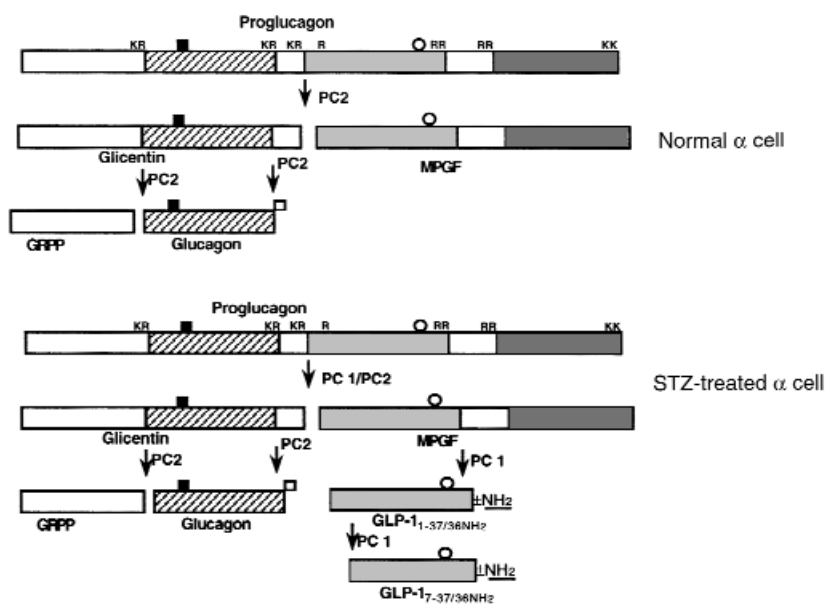 Proglucagon
KR KR KR R RR RR KK
PC2
Normal α cell
Glicentin MPGF
PC2 PC2
GRPP Glucagon
Proglucagon
KR KR KR R RR RR KK
PC 1/PC2
STZ-treated α cell
Glicentin MPGF
PC2 PC2 PC 1
±NH2
GRPP Glucagon GLP-11-37/36NH2
PC 1
±NH2
GLP-17-37/36NH2